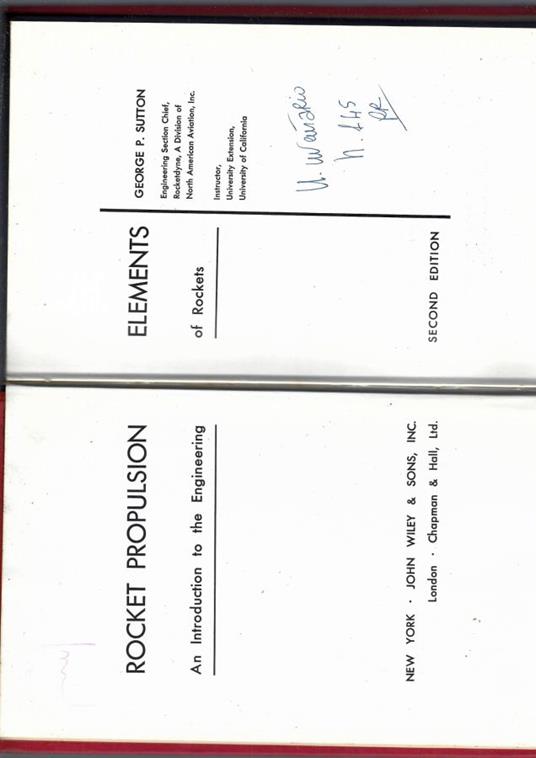 ROCKET PROPULSION ELEMENTS
An Introduction to the Engineering of Rockets
GEORGE P. SUTTON
Engineering Section Chief,
Rocketdyne, A Division of
North American Aviation, Inc.
Instructor,
University Extension,
University of California
NEW YORK · JOHN WILEY & SONS, INC.
London · Chapman & Hall, Ltd.
SECOND EDITION